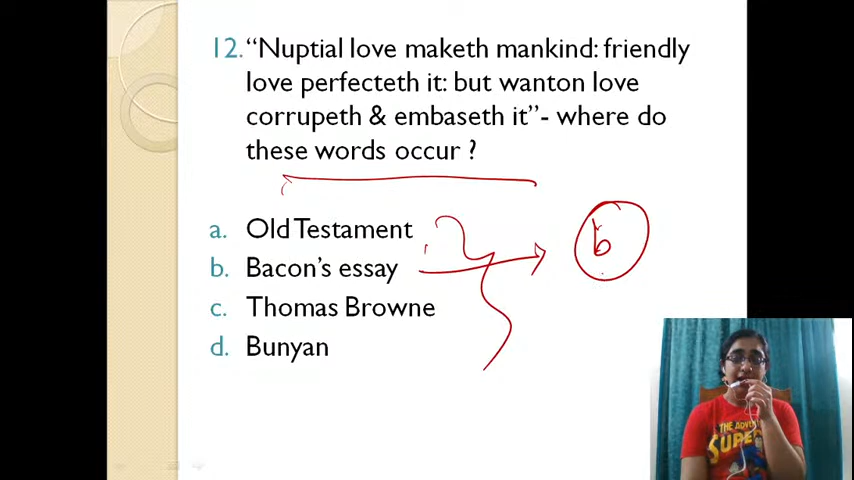 12. “Nuptial love maketh mankind: friendly
love perfecteth it: but wanton love
corrupeth & embaseth it”- where do
these words occur ?
a. Old Testament
b. Bacon’s essay
c. Thomas Browne
d. Bunyan
b
THE ADV
SUPER